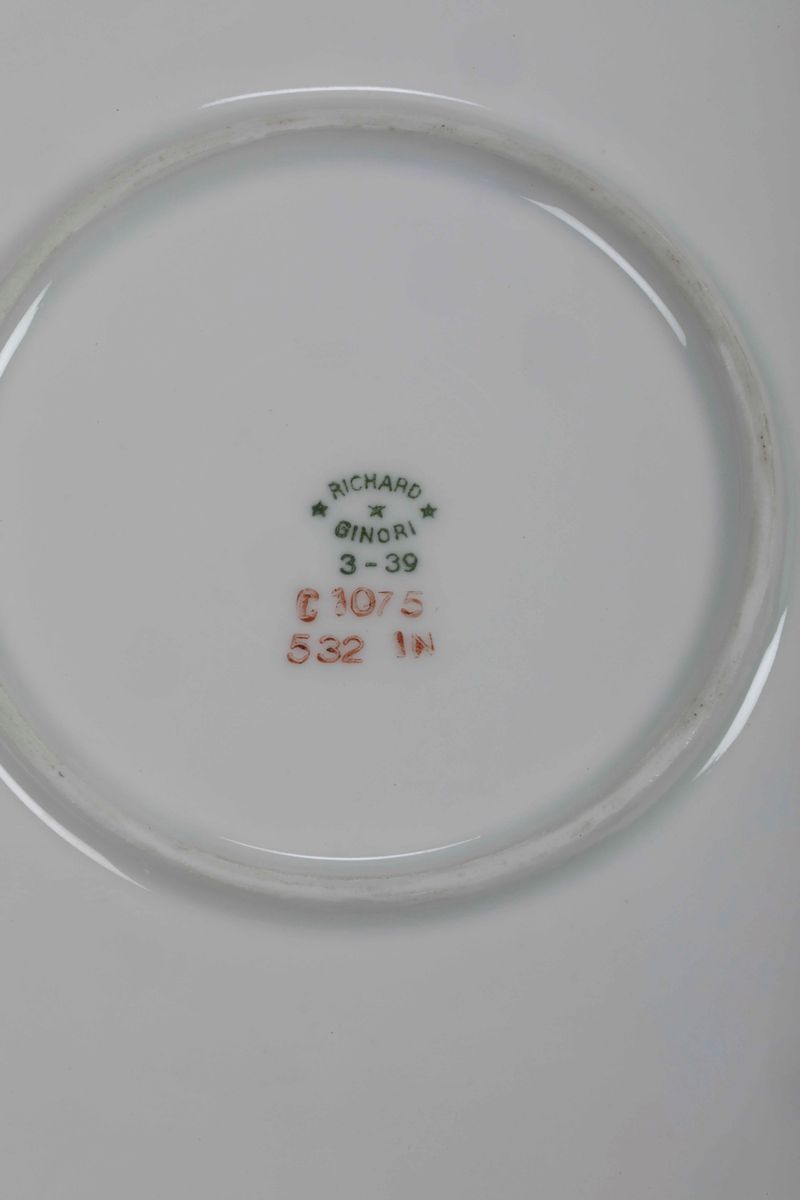 RICHARD
★ ★ ★
GINORI
3-39
C 1075
532 IN